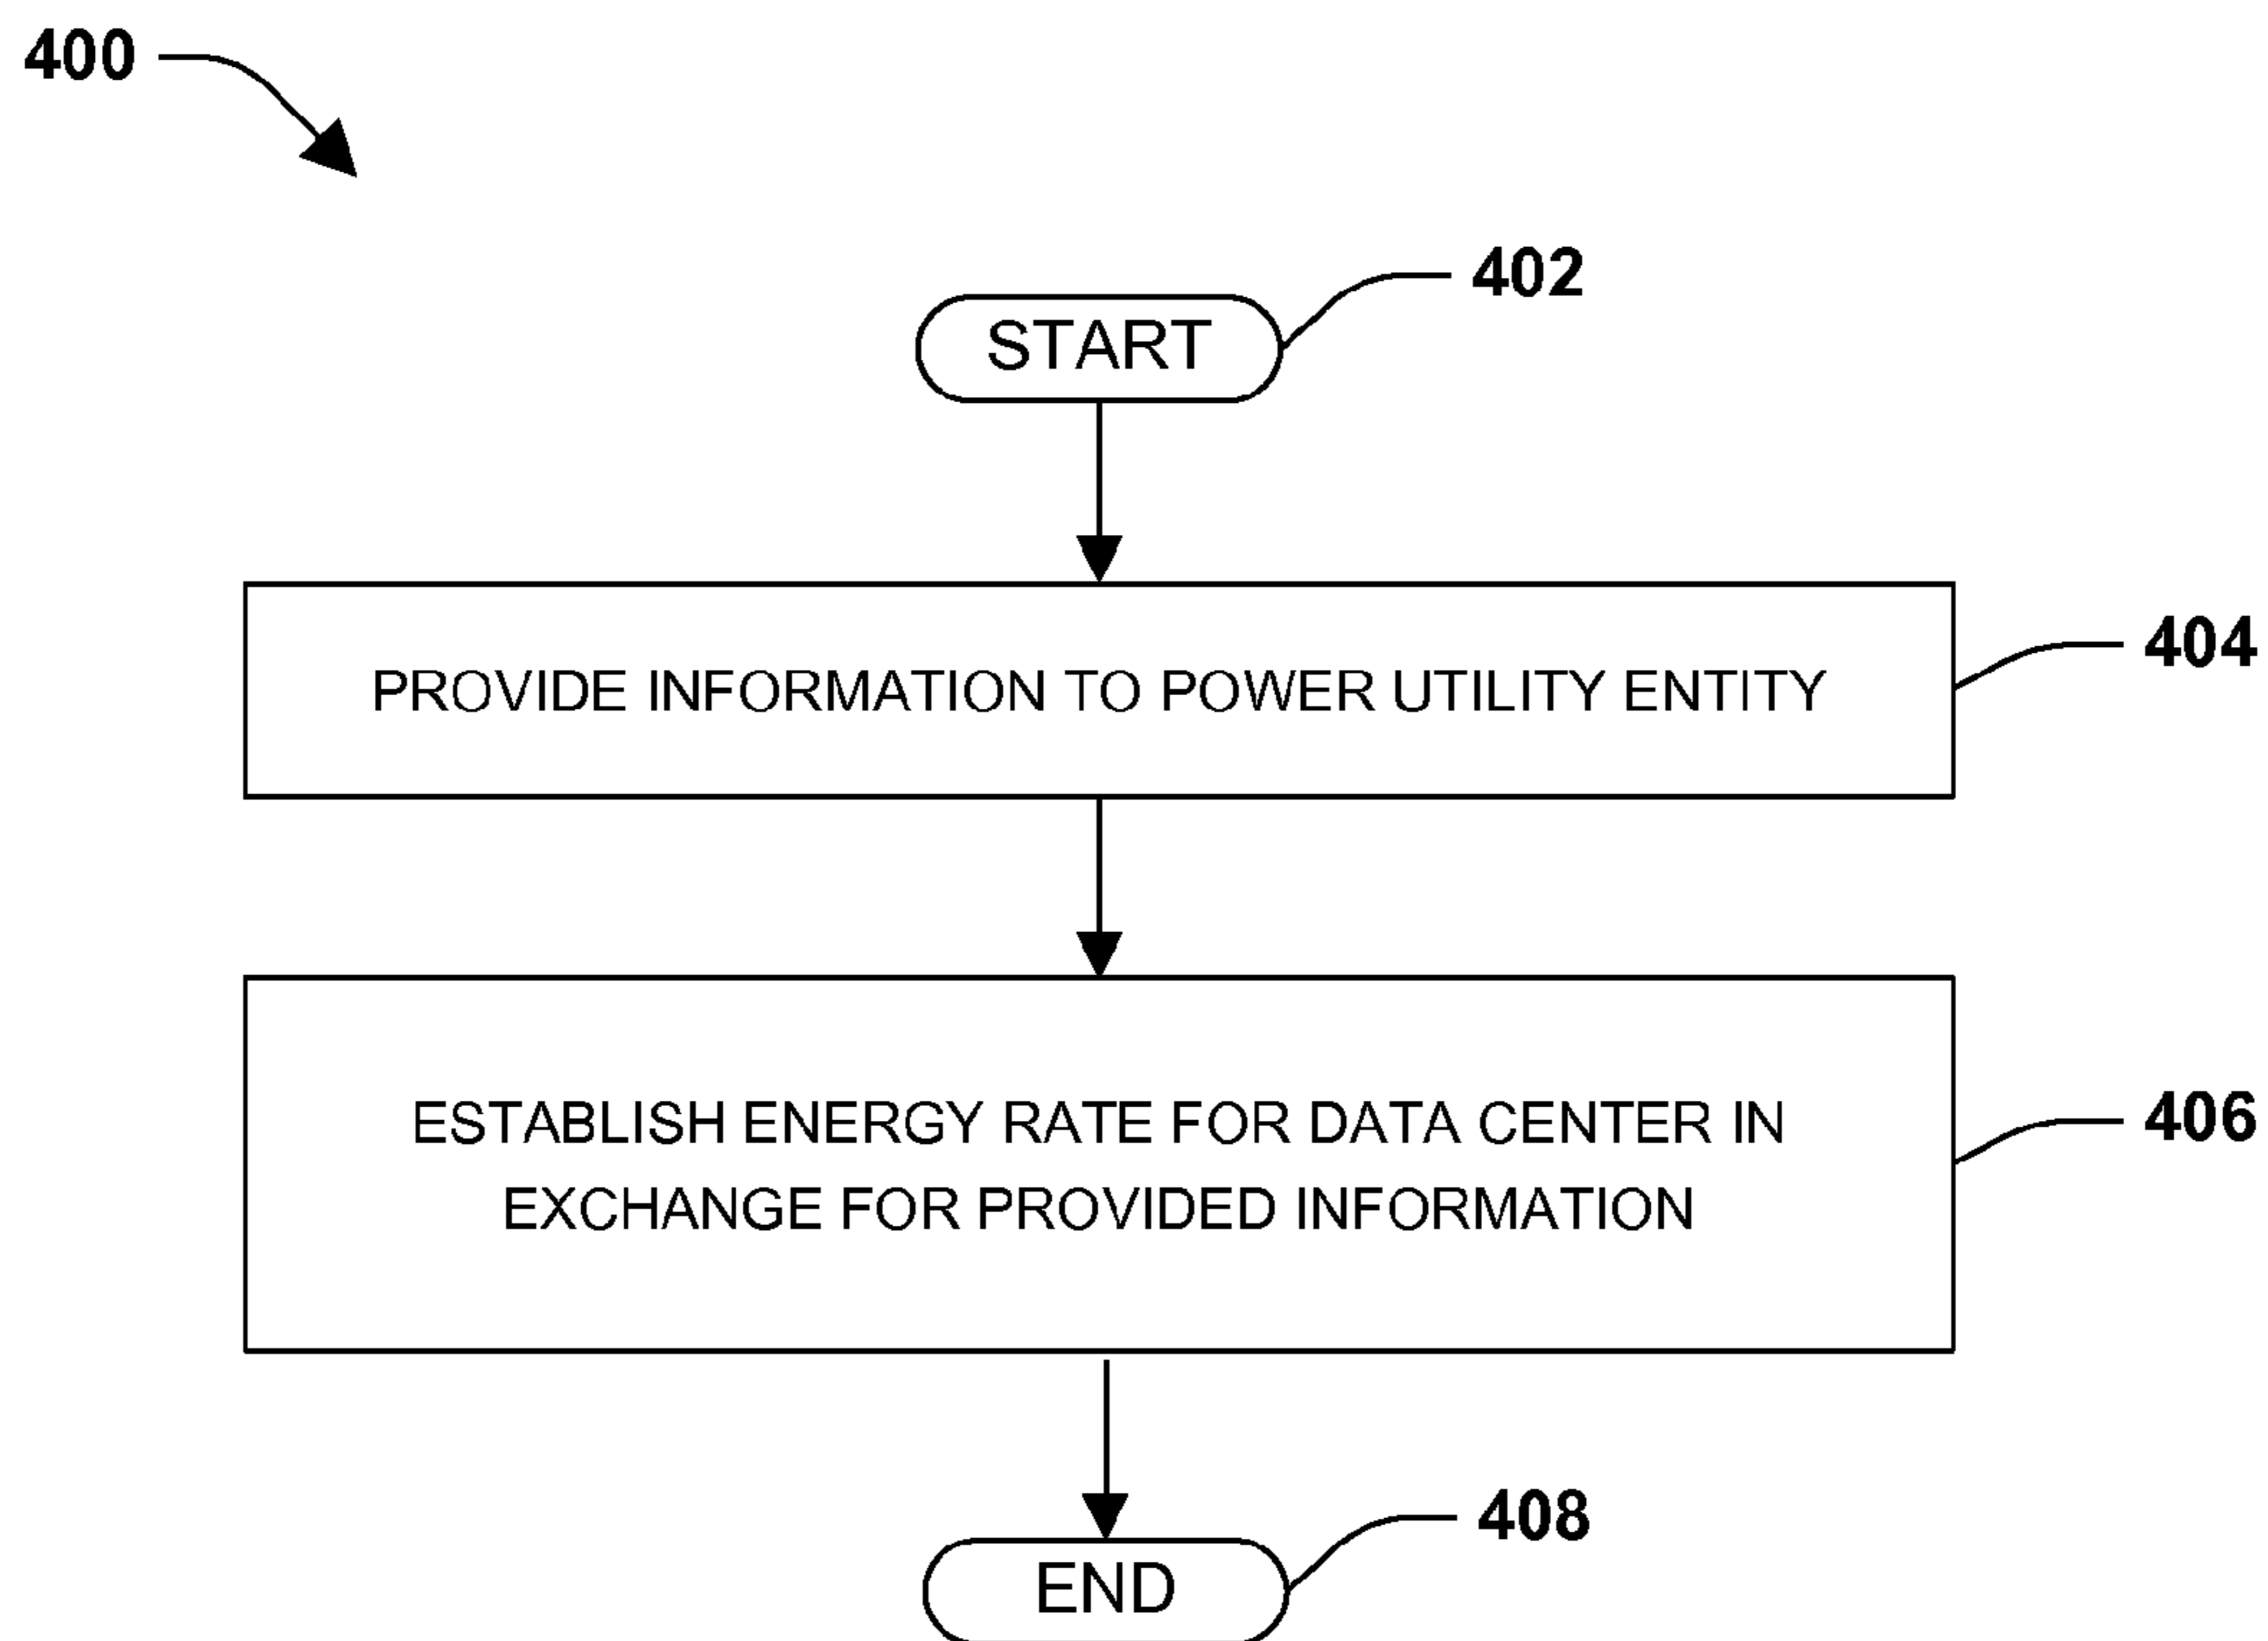 400
402
START
PROVIDE INFORMATION TO POWER UTILITY ENTITY
404
ESTABLISH ENERGY RATE FOR DATA CENTER IN
EXCHANGE FOR PROVIDED INFORMATION
406
408
END